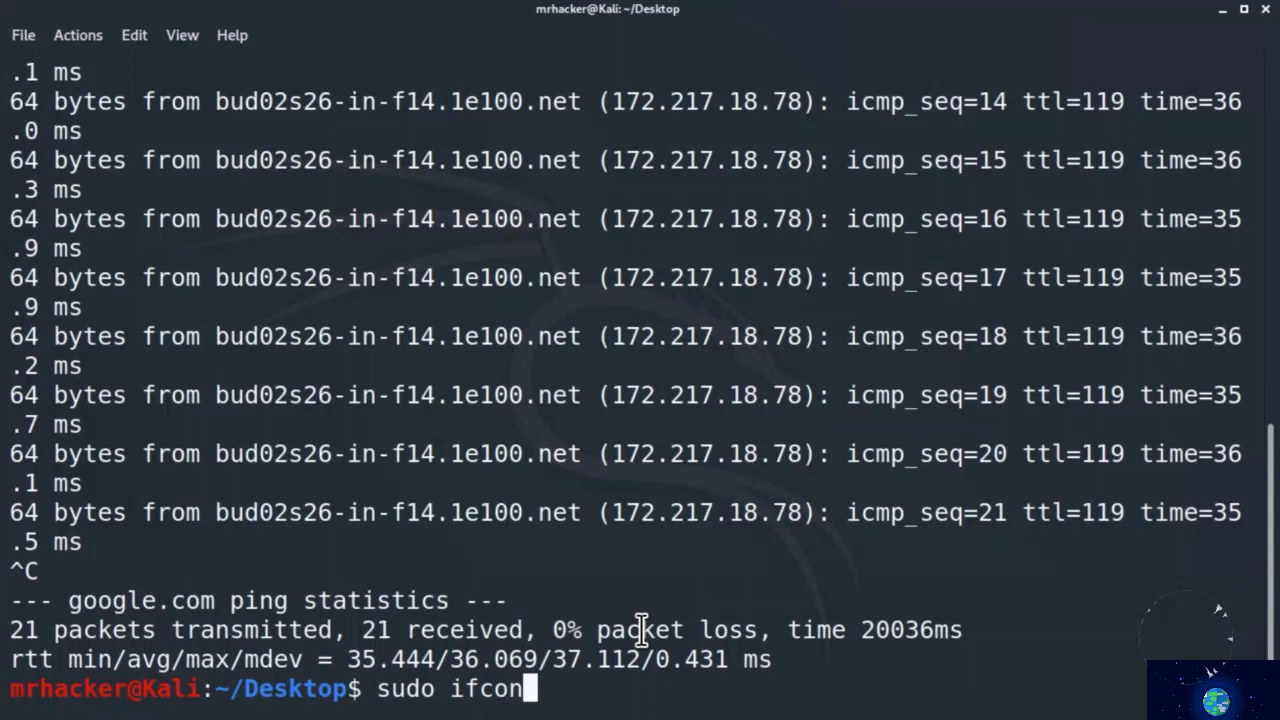 mrhacker@Kali: ~/Desktop
File Actions Edit View Help
.1 ms
64 bytes from bud02s26-in-f14.1e100.net (172.217.18.78): icmp_seq=14 ttl=119 time=36
.0 ms
64 bytes from bud02s26-in-f14.1e100.net (172.217.18.78): icmp_seq=15 ttl=119 time=36
.3 ms
64 bytes from bud02s26-in-f14.1e100.net (172.217.18.78): icmp_seq=16 ttl=119 time=35
.9 ms
64 bytes from bud02s26-in-f14.1e100.net (172.217.18.78): icmp_seq=17 ttl=119 time=35
.9 ms
64 bytes from bud02s26-in-f14.1e100.net (172.217.18.78): icmp_seq=18 ttl=119 time=36
.2 ms
64 bytes from bud02s26-in-f14.1e100.net (172.217.18.78): icmp_seq=19 ttl=119 time=35
.7 ms
64 bytes from bud02s26-in-f14.1e100.net (172.217.18.78): icmp_seq=20 ttl=119 time=36
.1 ms
64 bytes from bud02s26-in-f14.1e100.net (172.217.18.78): icmp_seq=21 ttl=119 time=35
.5 ms
^C
--- google.com ping statistics ---
21 packets transmitted, 21 received, 0% packet loss, time 20036ms
rtt min/avg/max/mdev = 35.444/36.069/37.112/0.431 ms
mrhacker@Kali:~/Desktop$ sudo ifcon